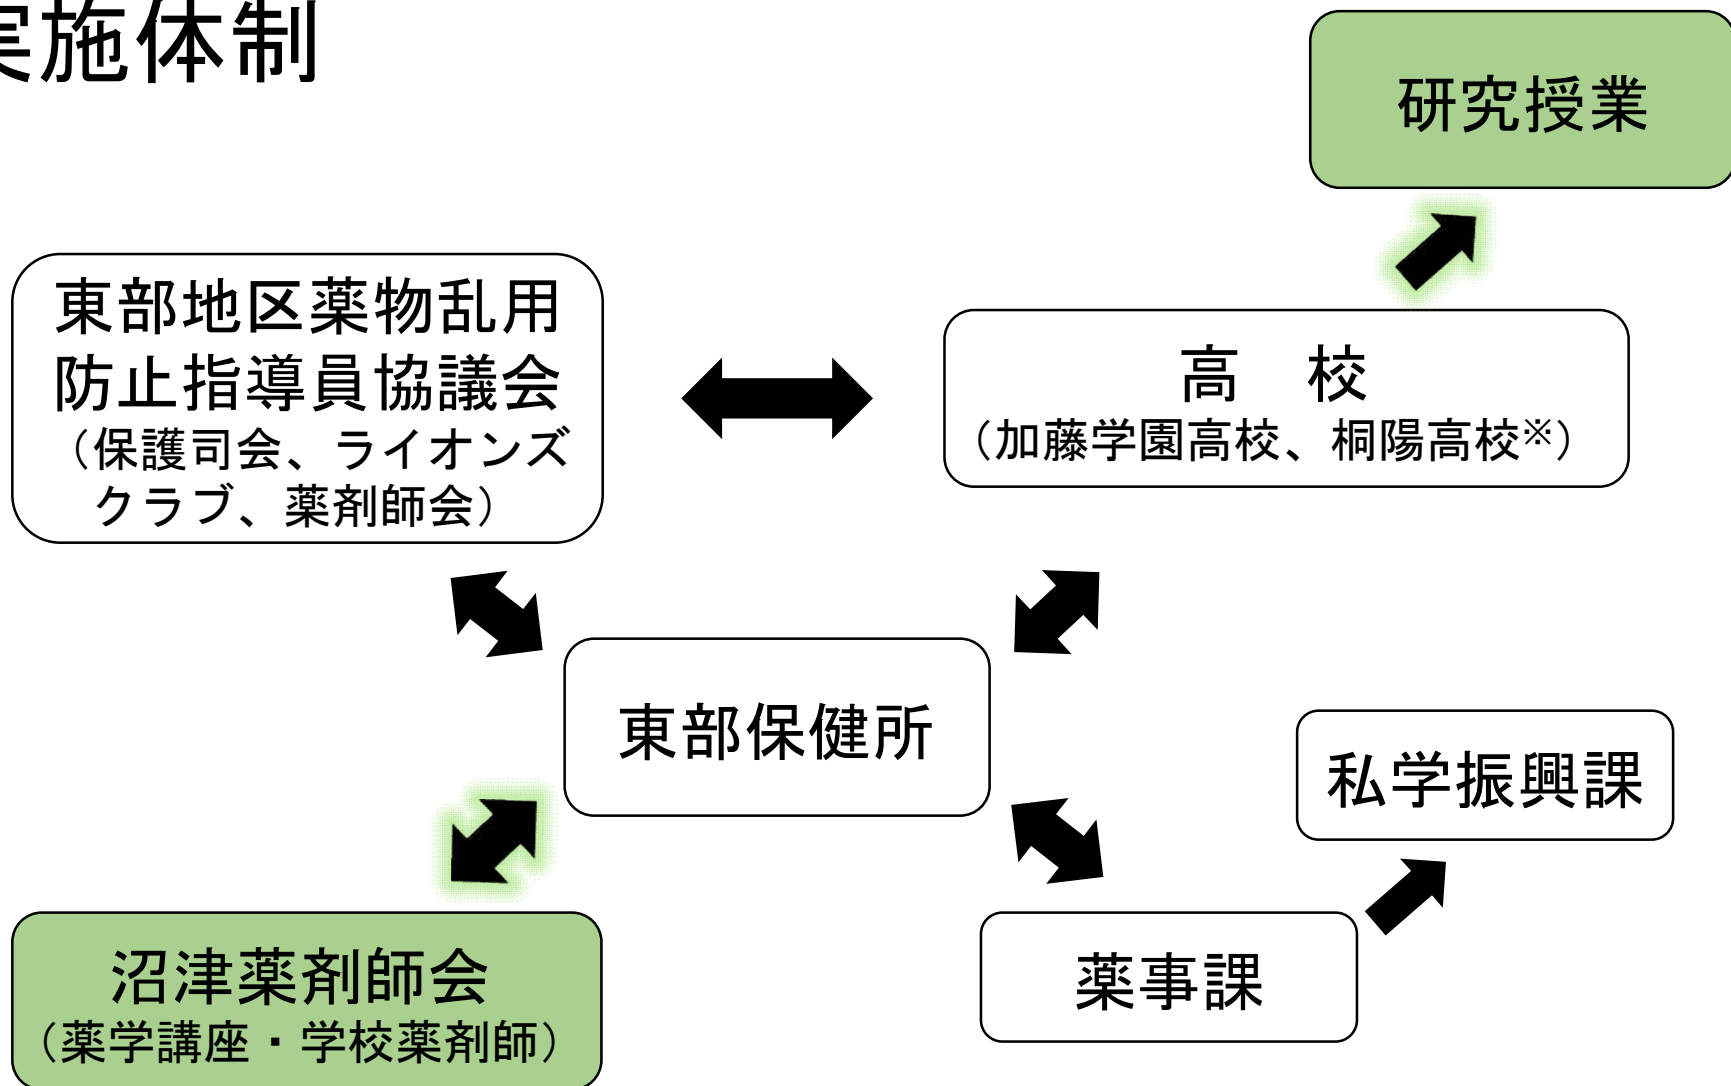 実施体制
研究授業
東部地区薬物乱用
防止指導員協議会
（保護司会、ライオンズ
クラブ、薬剤師会）
高　校
（加藤学園高校、桐陽高校※）
東部保健所
私学振興課
沼津薬剤師会
（薬学講座・学校薬剤師）
薬事課